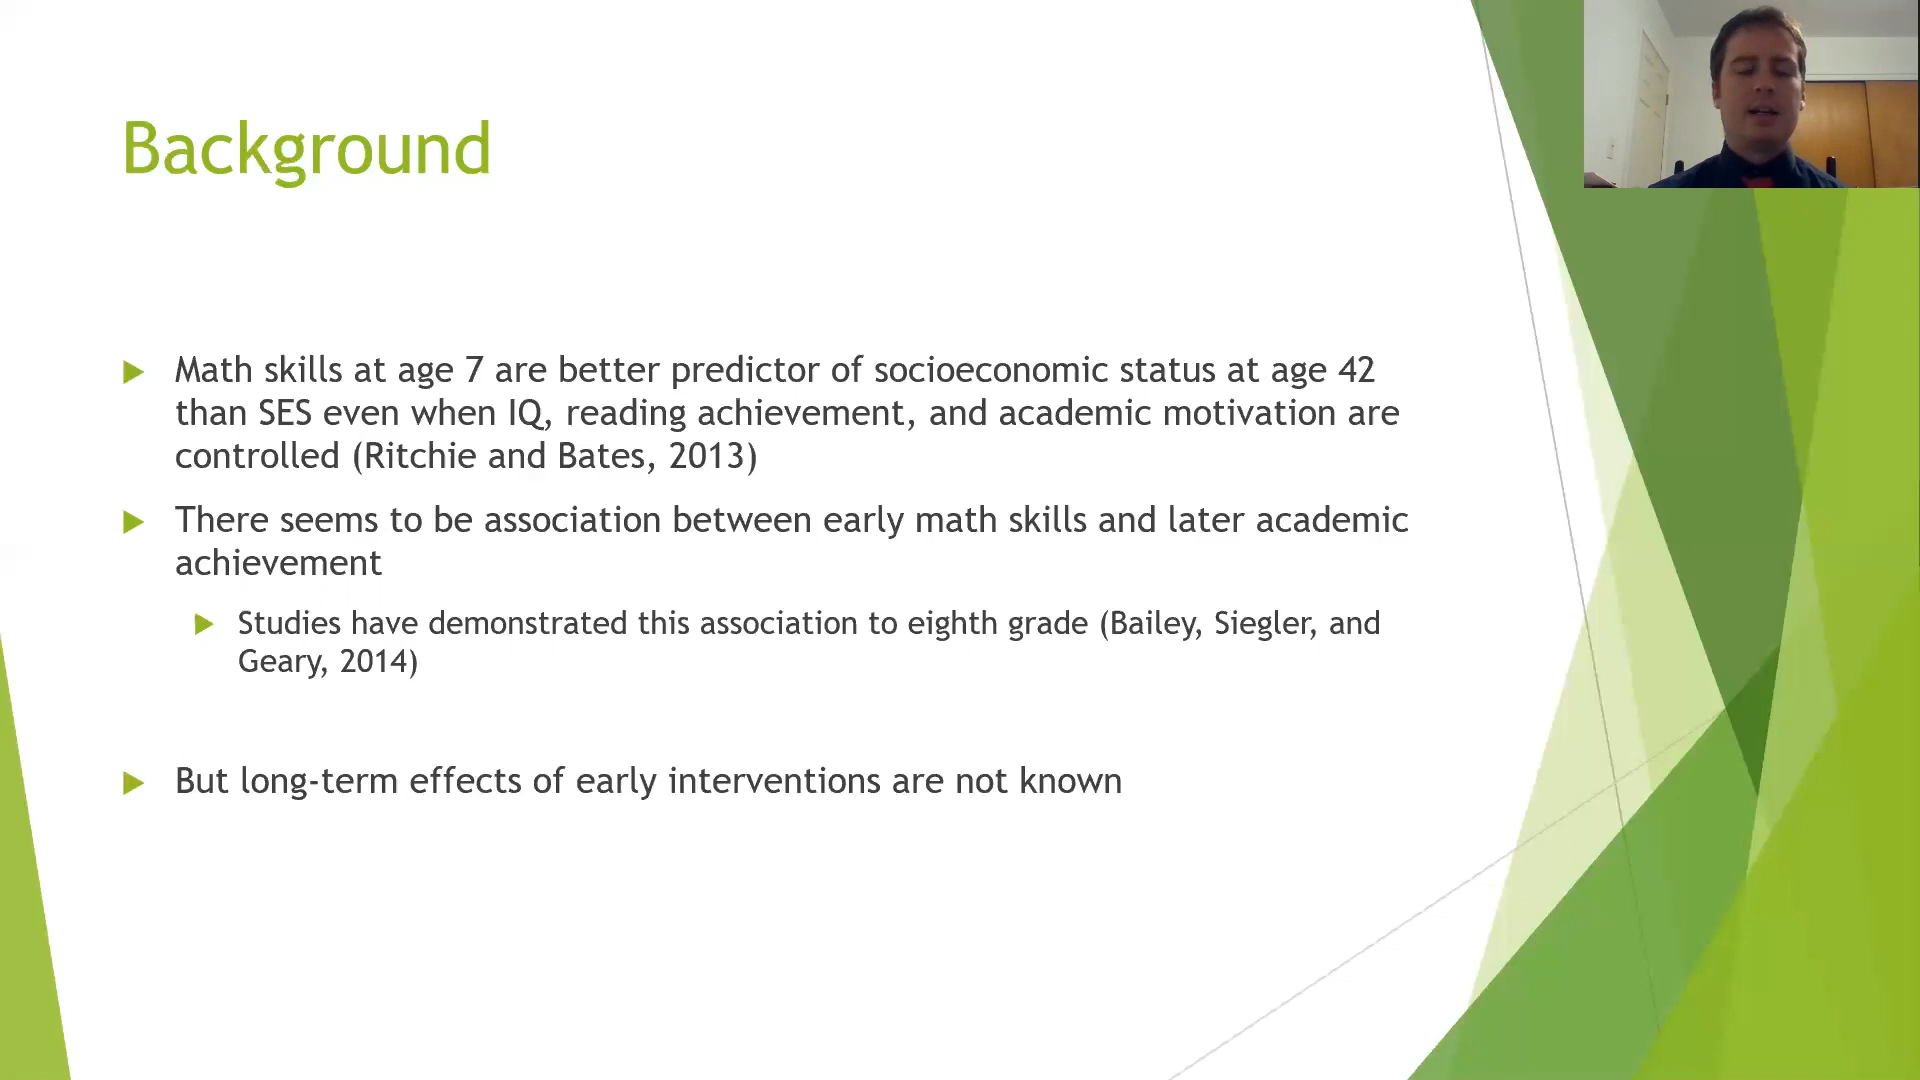 Background
Math skills at age 7 are better predictor of socioeconomic status at age 42
than SES even when IQ, reading achievement, and academic motivation are
controlled (Ritchie and Bates, 2013)
There seems to be association between early math skills and later academic
achievement
Studies have demonstrated this association to eighth grade (Bailey, Siegler, and
Geary, 2014)
But long-term effects of early interventions are not known